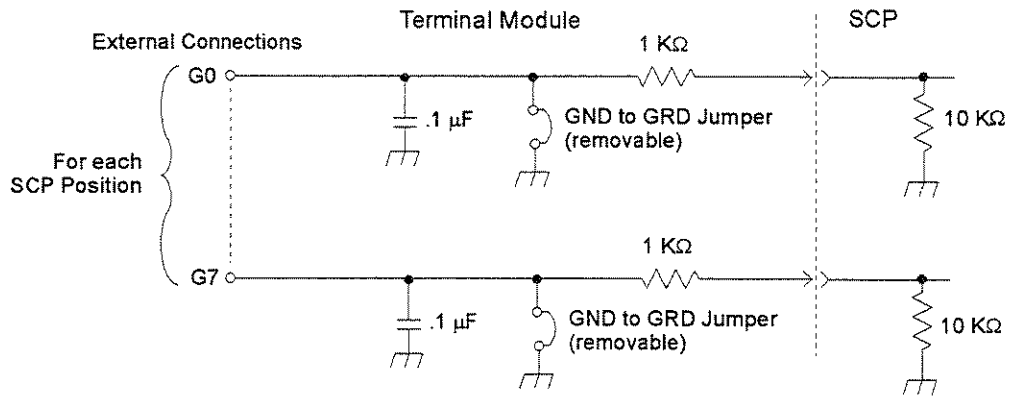 Terminal Module
SCP
External Connections
1 KΩ
G0
.1 µF
GND to GRD Jumper
(removable)
10 KΩ
For each
SCP Position
1 KΩ
G7
.1 µF
GND to GRD Jumper
(removable)
10 KΩ